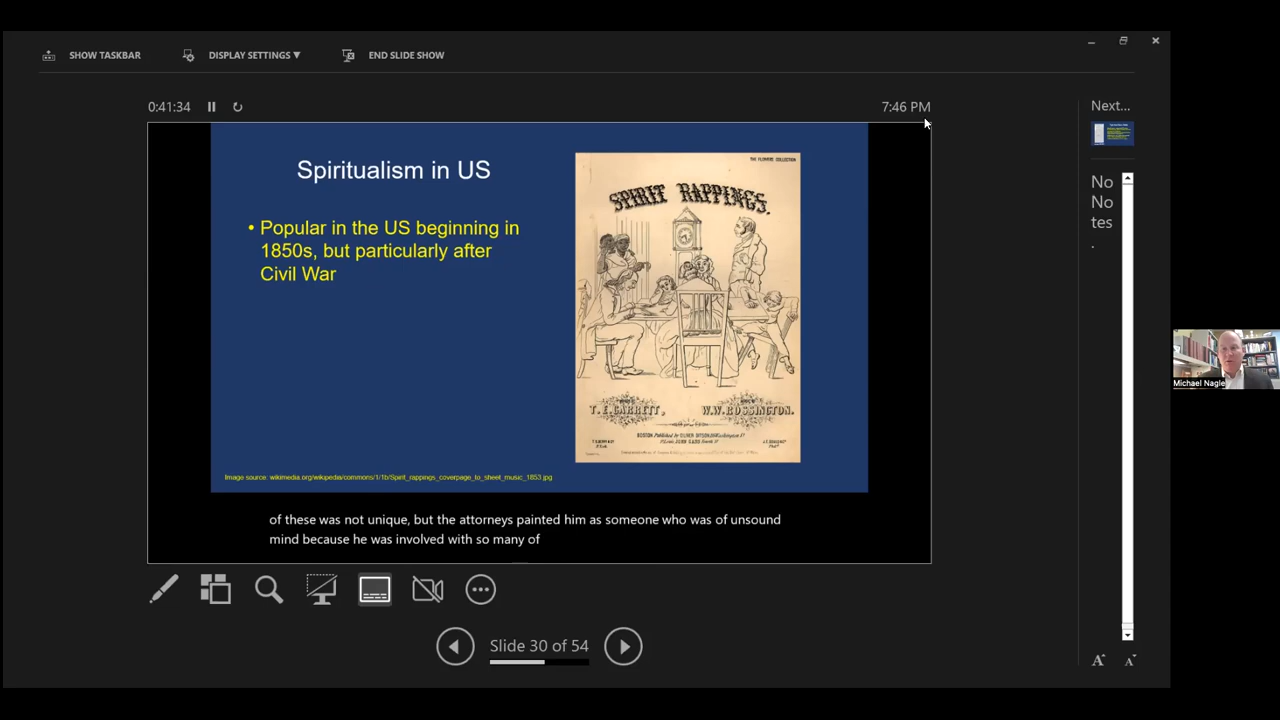 SHOW TASKBAR
DISPLAY SETTINGS ▼
END SLIDE SHOW
0:41:34
7:46 PM
Next...
Spiritualism in US
• Popular in the US beginning in
1850s, but particularly after
Civil War
THE FLOWERS COLLECTION
SPIRIT RAPPINGS.
T. E. GARRETT,
W. W. ROSSINGTON.
BOSTON
Image source: wikimedia.org/wikipedia/commons/1/1b/Spirit_rappings_coverpage_to_sheet_music_1853.jpg
of these was not unique, but the attorneys painted him as someone who was of unsound
mind because he was involved with so many of
No
No
tes
.
Michael Nagle
Slide 30 of 54
A
A